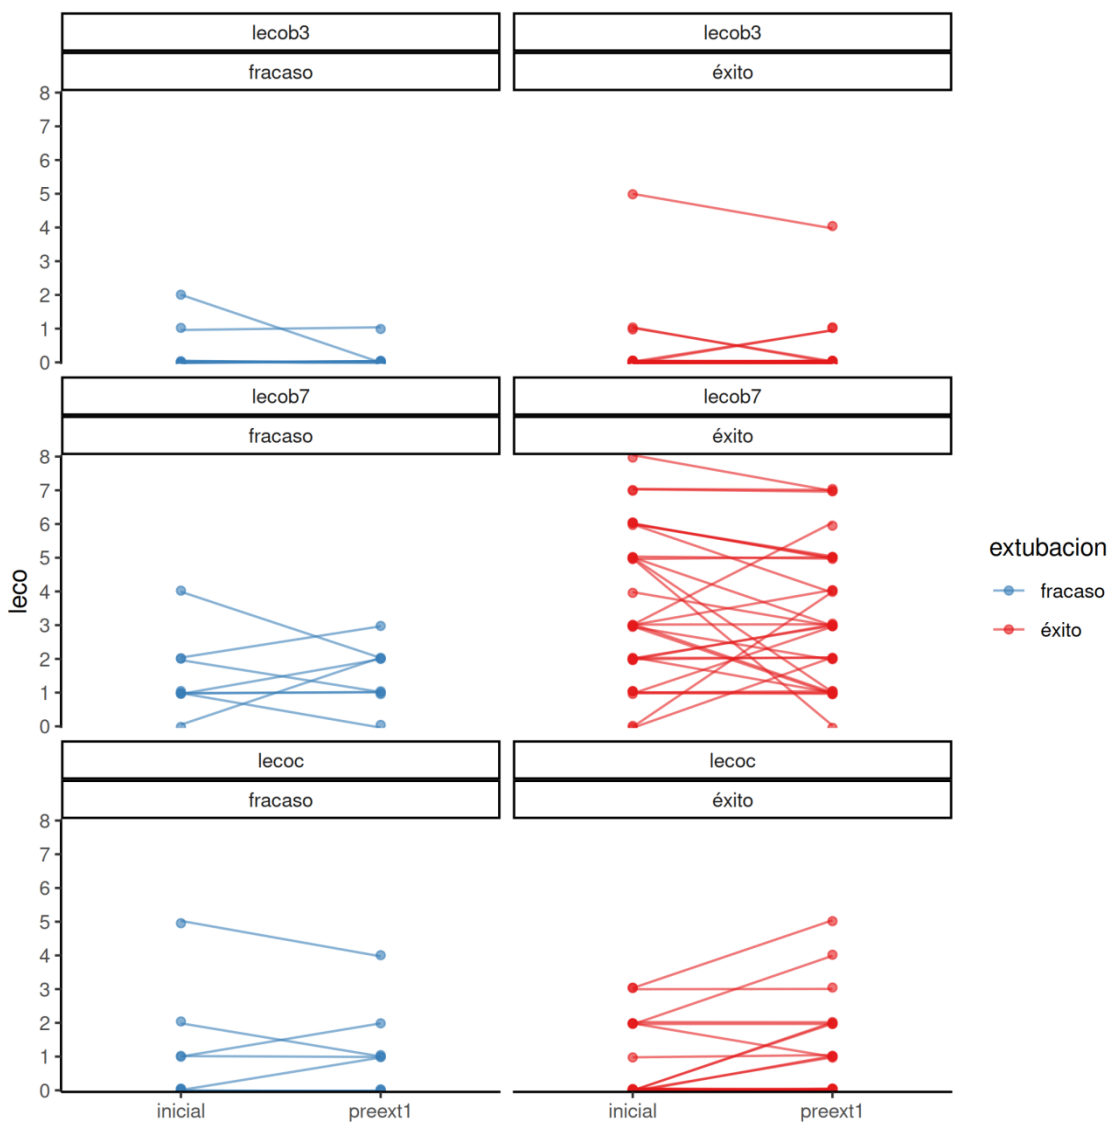 lecob3
lecob3
fracaso
éxito
8
7
6
5
4
3
2
1
0
lecob7
lecob7
fracaso
éxito
8
7
6
5
4
3
2
1
0
leco
lecoc
lecoc
fracaso
éxito
8
7
6
5
4
3
2
1
0
inicial
preext1
inicial
preext1
extubacion
fracaso
éxito